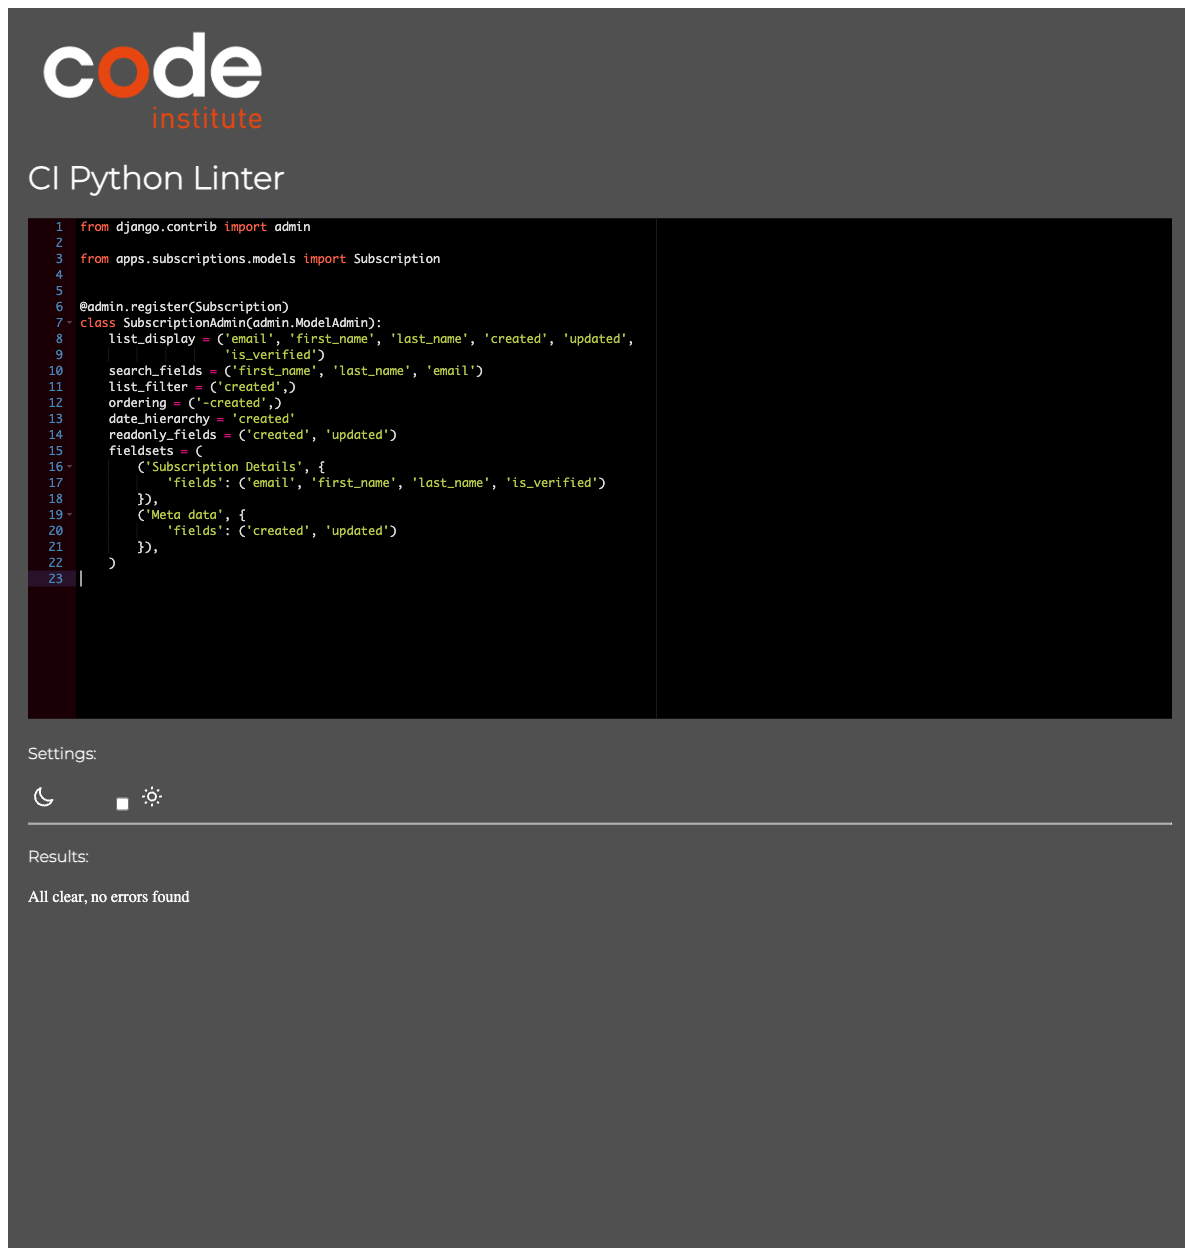 code
institute
CI Python Linter
1 from django.contrib import admin
2
3 from apps.subscriptions.models import Subscription
4
5
6 @admin.register(Subscription)
7 class SubscriptionAdmin(admin.ModelAdmin):
8     list_display = ('email', 'first_name', 'last_name', 'created', 'updated',
9                     'is_verified')
10     search_fields = ('first_name', 'last_name', 'email')
11     list_filter = ('created',)
12     ordering = ('-created',)
13     date_hierarchy = 'created'
14     readonly_fields = ('created', 'updated')
15     fieldsets = (
16         ('Subscription Details', {
17             'fields': ('email', 'first_name', 'last_name', 'is_verified')
18         }),
19         ('Meta data', {
20             'fields': ('created', 'updated')
21         }),
22     )
23
Settings:
Results:
All clear, no errors found